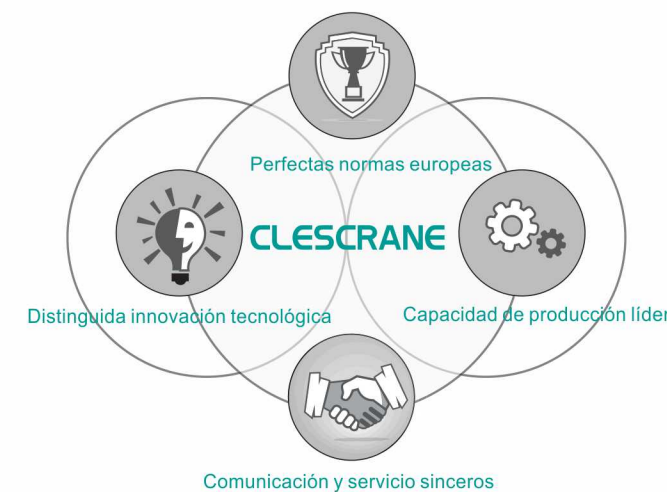 Perfectas normas europeas
CLESCRANE
Distinguida innovación tecnológica
Capacidad de producción líder
Comunicación y servicio sinceros